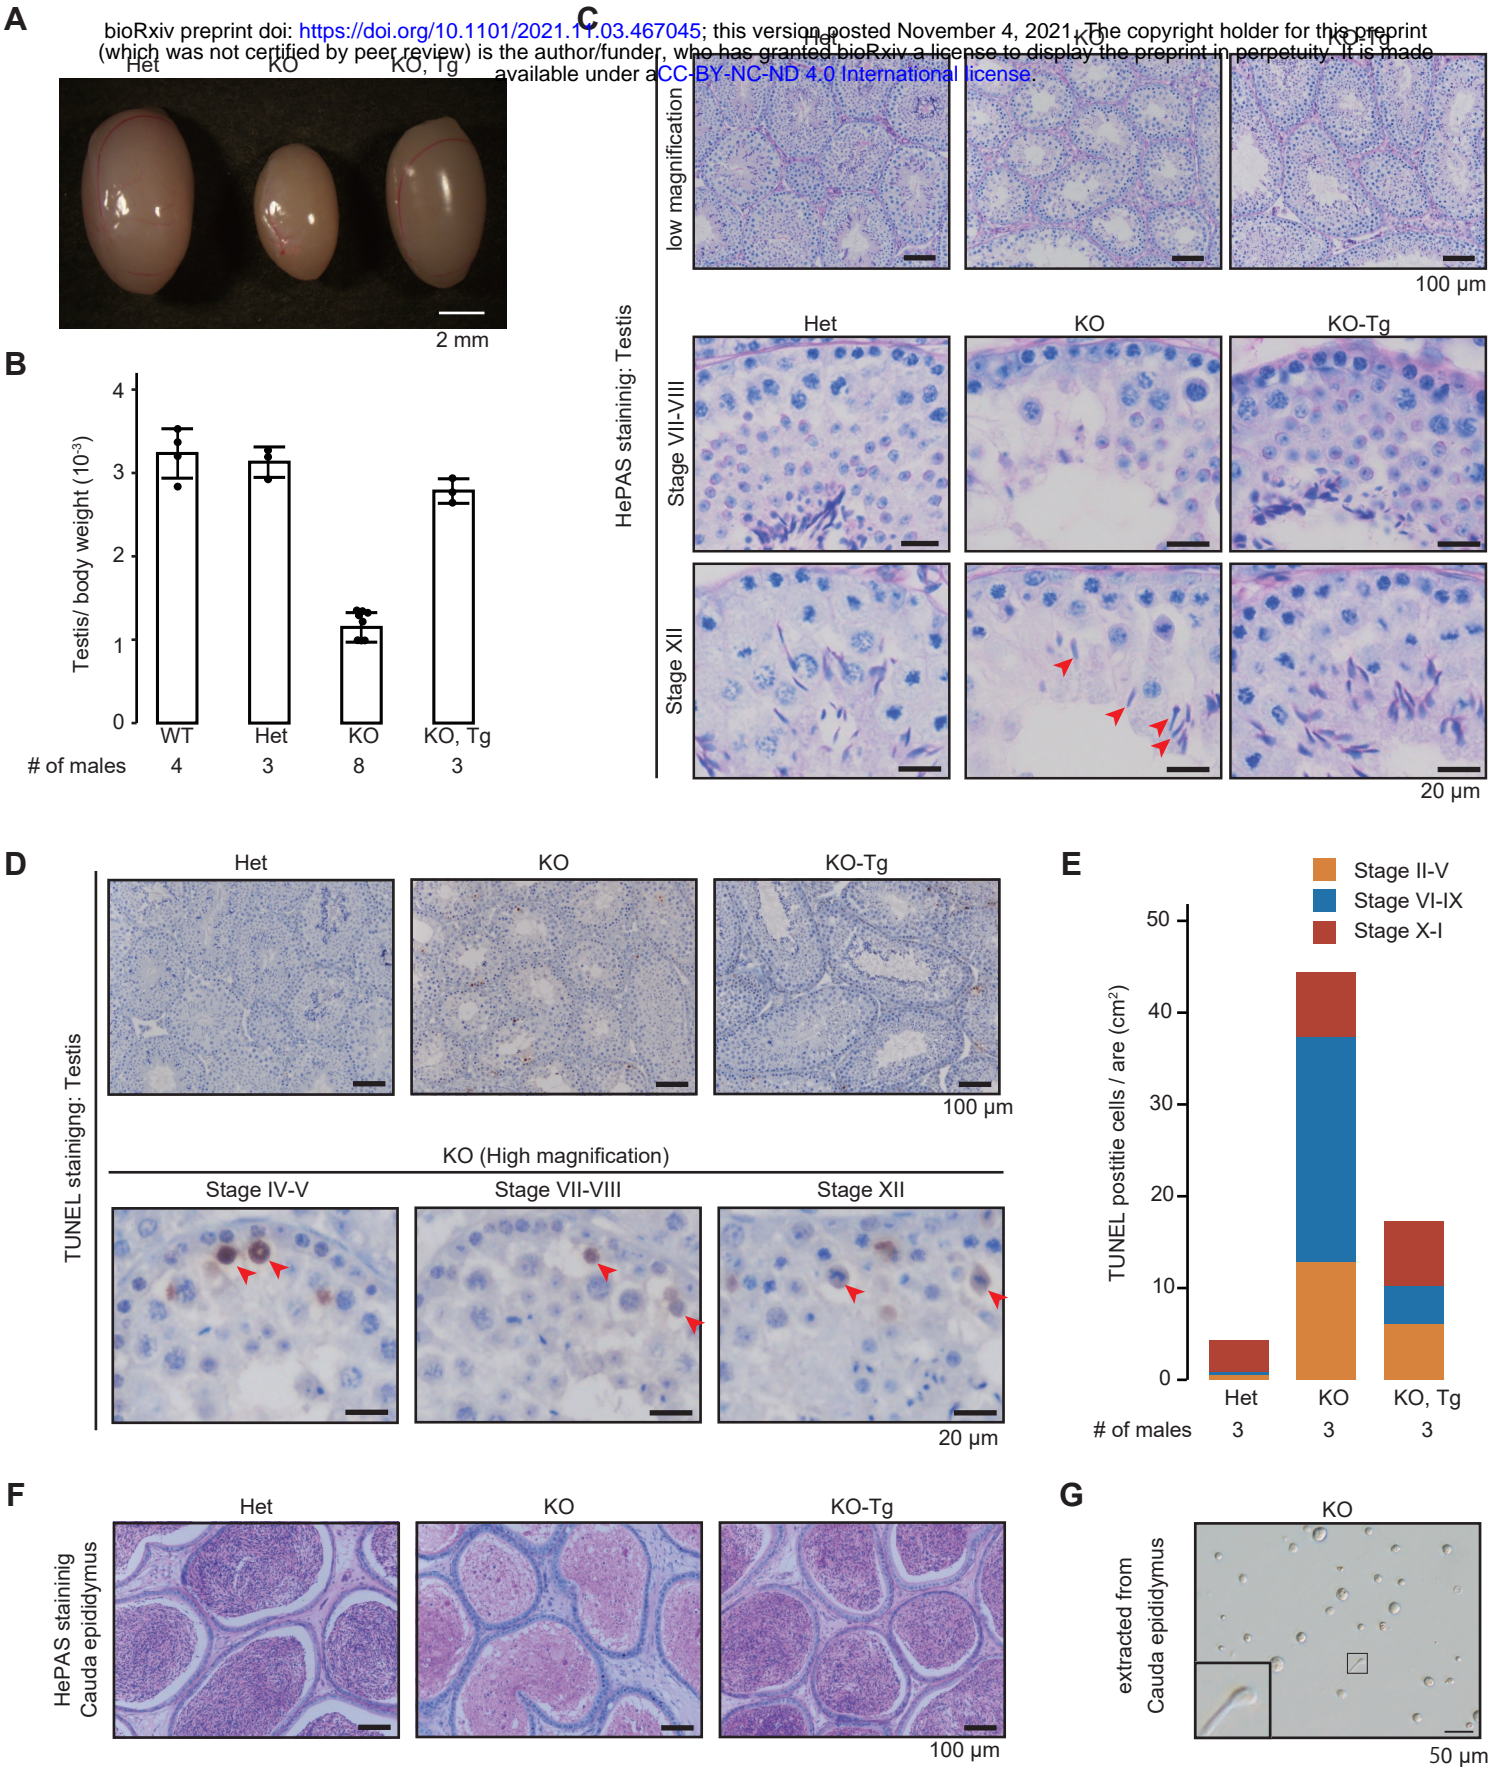 A
C
bioRxiv preprint doi: https://doi.org/10.1101/2021.11.03.467045; this version posted November 4, 2021. The copyright holder for this preprint
(which was not certified by peer review) is the author/funder, who has granted bioRxiv a license to display the preprint in perpetuity. It is made
available under aCC-BY-NC-ND 4.0 International license.
Het KO KO, Tg
2 mm
Het KO KO-Tg
low magnification
100 µm
HePAS staininig: Testis
Het KO KO-Tg
Stage VII-VIII
Stage XII
20 µm
B
Testis/ body weight (10-3)
4
3
2
1
0
WT Het KO KO, Tg
# of males 4 3 8 3
D
Het KO KO-Tg
TUNEL stainigng: Testis
100 µm
KO (High magnification)
Stage IV-V Stage VII-VIII Stage XII
20 µm
E
Stage II-V
Stage VI-IX
Stage X-I
TUNEL postitie cells / are (cm2)
50
40
30
20
10
0
Het KO KO, Tg
# of males 3 3 3
F
Het KO KO-Tg
HePAS staininig
Cauda epididymus
100 µm
G
KO
extracted from
Cauda epididymus
50 µm